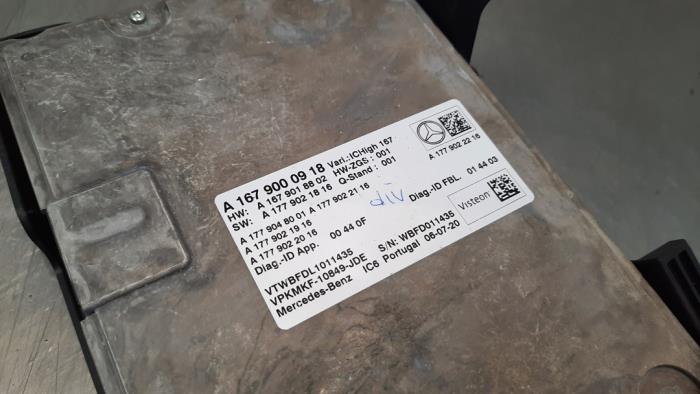 A 167 900 09 18 Vari.:ICHigh 167
HW: A 167 901 88 02 HW-ZGS : 001
SW: A 177 902 18 16 Q-Stand : 001
A 177 904 80 01 A 177 902 21 16
A 177 902 19 16
A 177 902 20 16
Diag.-ID App. 00 44 0F
div
Diag.-ID FBL. 01 44 03
A 177 902 22 16
Visteon
VTWBFDL1011435
VPKMKF-10849-JDE S/N: WBFD011435
Mercedes-Benz IC6 Portugal 06-07-20